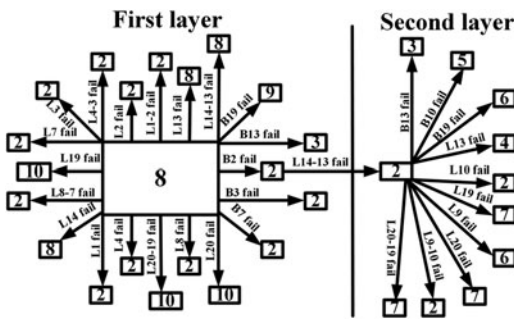 First layer
Second layer
2
L3 fail
2
L4-3 fail
2
L2 fail
2
L1-2 fail
8
L13 fail
8
L14-13 fail
9
B19 fail
2
L7 fail
B13 fail
3
10
L19 fail
8
B2 fail
2
L14-13 fail
2
L8-7 fail
B3 fail
2
8
L14 fail
2
L1 fail
2
L4 fail
10
L20-19 fail
2
L8 fail
10
L20 fail
2
B7 fail
2
3
B13 fail
5
B10 fail
6
B19 fail
4
L13 fail
2
L10 fail
7
L19 fail
6
L9 fail
7
L20 fail
2
L9-10 fail
7
L20-19 fail